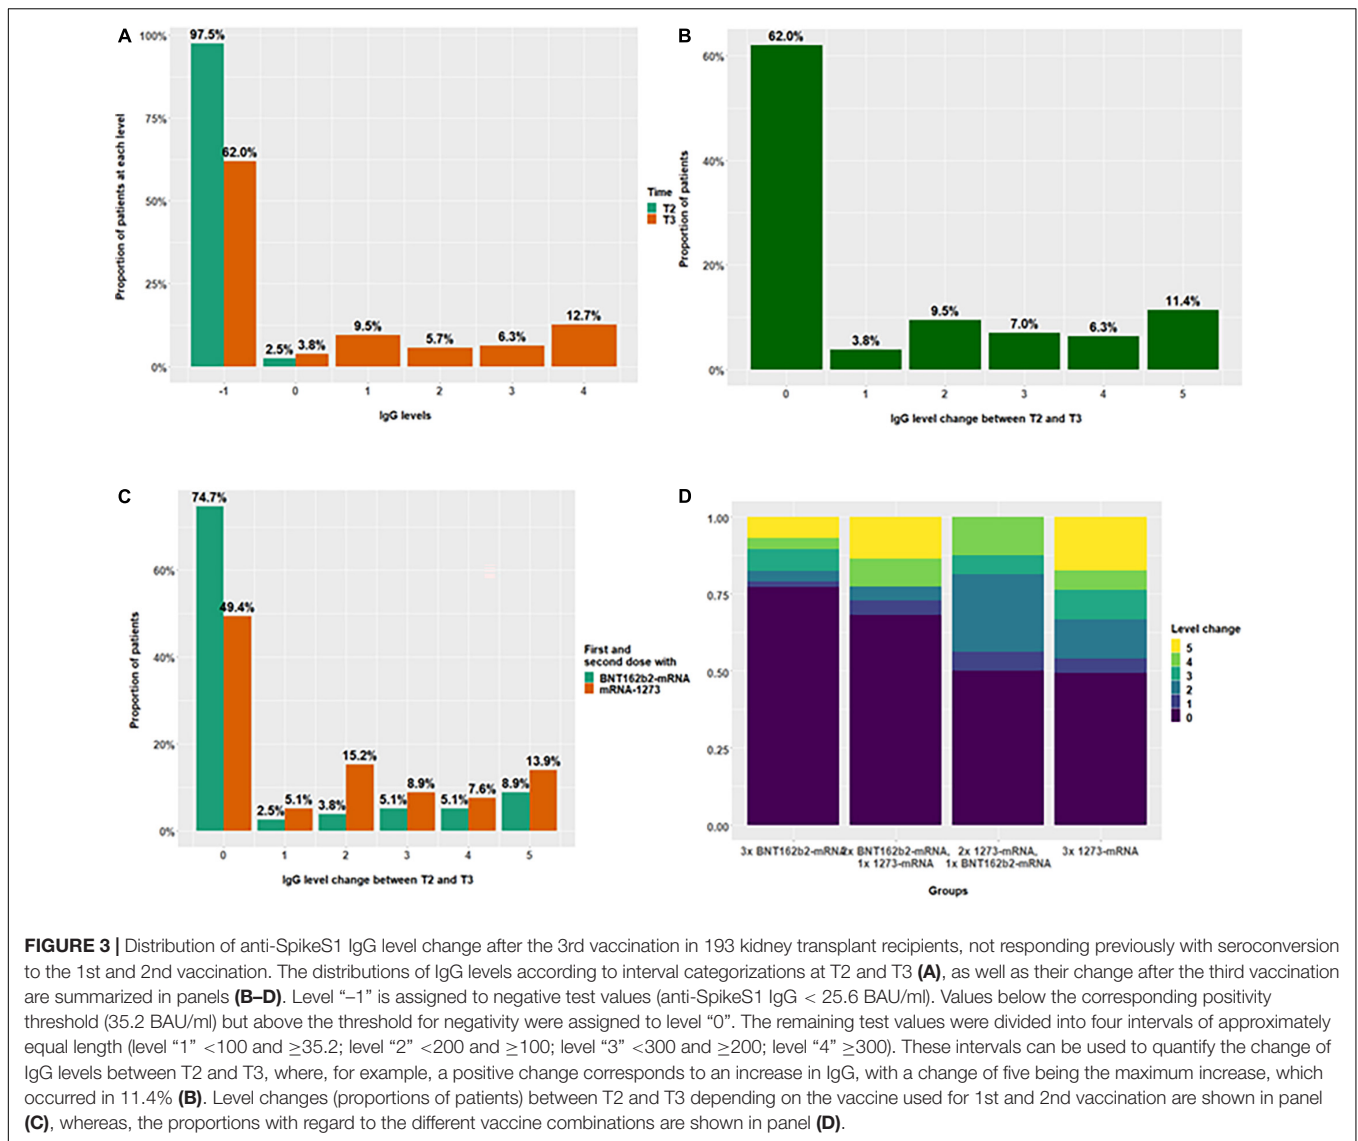 A
100%
75%
50%
25%
0%
Proportion of patients at each level
97.5%
62.0%
2.5%
3.8%
9.5%
5.7%
6.3%
12.7%
-1 0 1 2 3 4
IgG levels
Time
T2
T3
B
60%
40%
20%
0%
Proportion of patients
62.0%
3.8%
9.5%
7.0%
6.3%
11.4%
0 1 2 3 4 5
IgG level change between T2 and T3
C
60%
40%
20%
0%
Proportion of patients
74.7%
49.4%
2.5%
5.1%
3.8%
15.2%
5.1%
8.9%
5.1%
7.6%
8.9%
13.9%
0 1 2 3 4 5
IgG level change between T2 and T3
First and
second dose with
BNT162b2-mRNA
mRNA-1273
D
1.00
0.75
0.50
0.25
0.00
3x BNT162b2-mRNA
2x BNT162b2-mRNA,
1x 1273-mRNA
2x 1273-mRNA,
1x BNT162b2-mRNA
3x 1273-mRNA
Groups
Level change
5
4
3
2
1
0
FIGURE 3 | Distribution of anti-SpikeS1 IgG level change after the 3rd vaccination in 193 kidney transplant recipients, not responding previously with seroconversion
to the 1st and 2nd vaccination. The distributions of IgG levels according to interval categorizations at T2 and T3 (A), as well as their change after the third vaccination
are summarized in panels (B–D). Level “–1” is assigned to negative test values (anti-SpikeS1 IgG < 25.6 BAU/ml). Values below the corresponding positivity
threshold (35.2 BAU/ml) but above the threshold for negativity were assigned to level “0”. The remaining test values were divided into four intervals of approximately
equal length (level “1” <100 and ≥35.2; level “2” <200 and ≥100; level “3” <300 and ≥200; level “4” ≥300). These intervals can be used to quantify the change of
IgG levels between T2 and T3, where, for example, a positive change corresponds to an increase in IgG, with a change of five being the maximum increase, which
occurred in 11.4% (B). Level changes (proportions of patients) between T2 and T3 depending on the vaccine used for 1st and 2nd vaccination are shown in panel
(C), whereas, the proportions with regard to the different vaccine combinations are shown in panel (D).